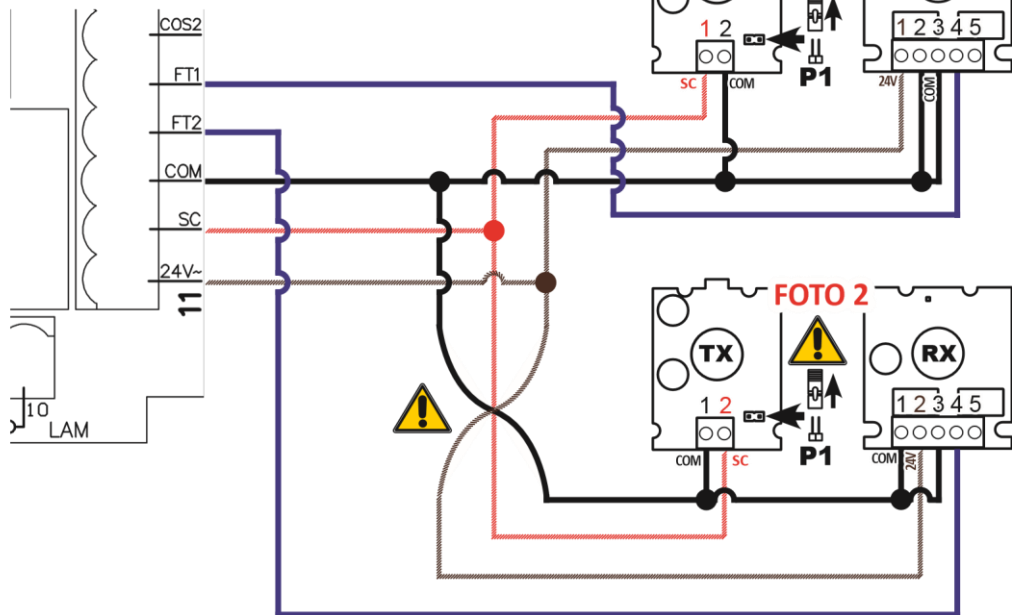 COS2
FT1
FT2
COM
SC
24V~
11
10
LAM
1 2
SC
COM
P1
1 2 3 4 5
24V
COM
FOTO 2
TX
1 2
COM
SC
P1
RX
1 2 3 4 5
COM
24V